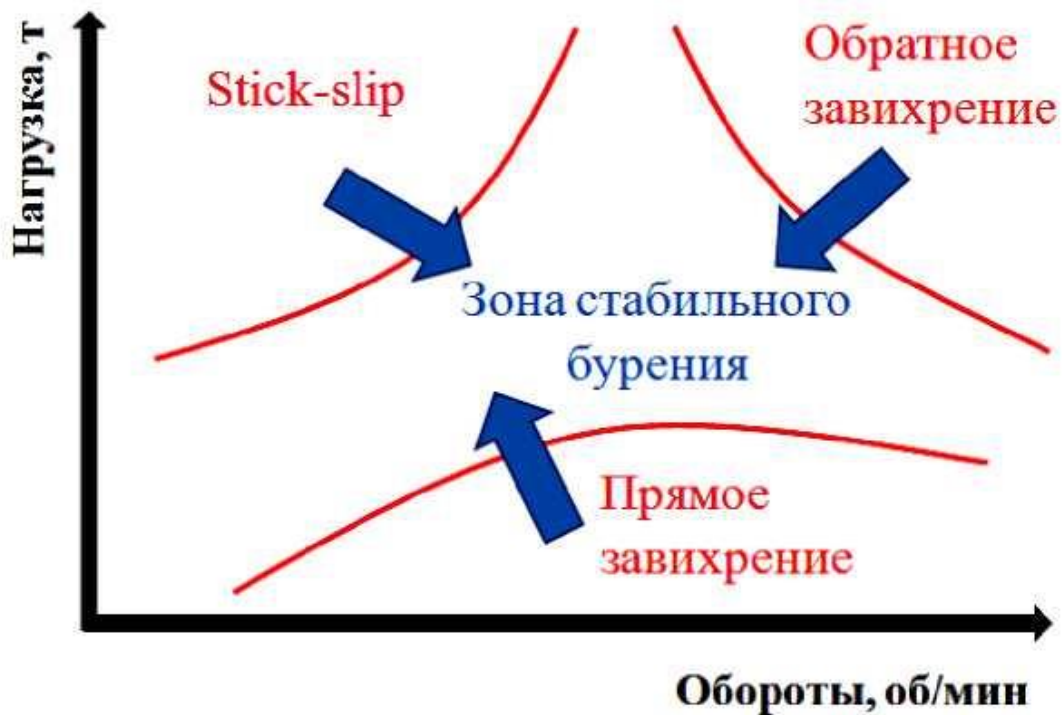 Нагрузка, т
Stick-slip
Обратное
завихрение
Зона стабильного
бурения
Прямое
завихрение
Обороты, об/мин